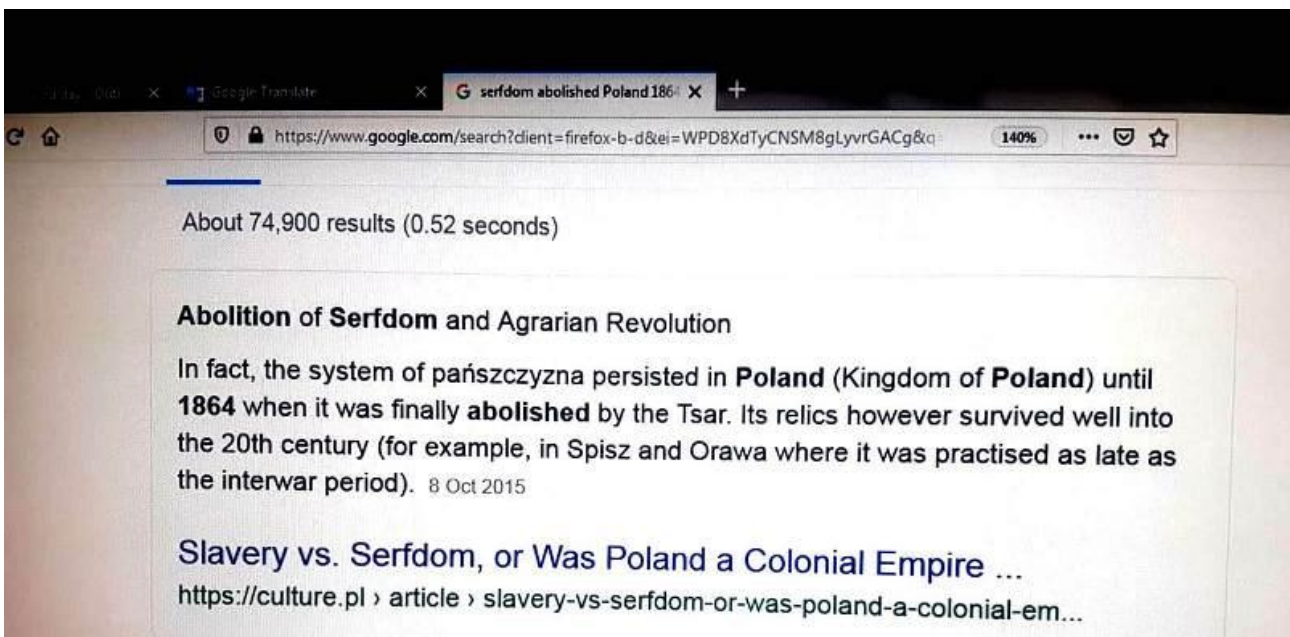 Google Translate
G serfdom abolished Poland 186
https://www.google.com/search?client=firefox-b-d&ei=WPD8XdTyCNSM8gLyvrGACg&q
140%
About 74,900 results (0.52 seconds)
Abolition of Serfdom and Agrarian Revolution
In fact, the system of pańszczyzna persisted in Poland (Kingdom of Poland) until
1864 when it was finally abolished by the Tsar. Its relics however survived well into
the 20th century (for example, in Spisz and Orawa where it was practised as late as
the interwar period). 8 Oct 2015
Slavery vs. Serfdom, or Was Poland a Colonial Empire ...
https://culture.pl › article › slavery-vs-serfdom-or-was-poland-a-colonial-em...